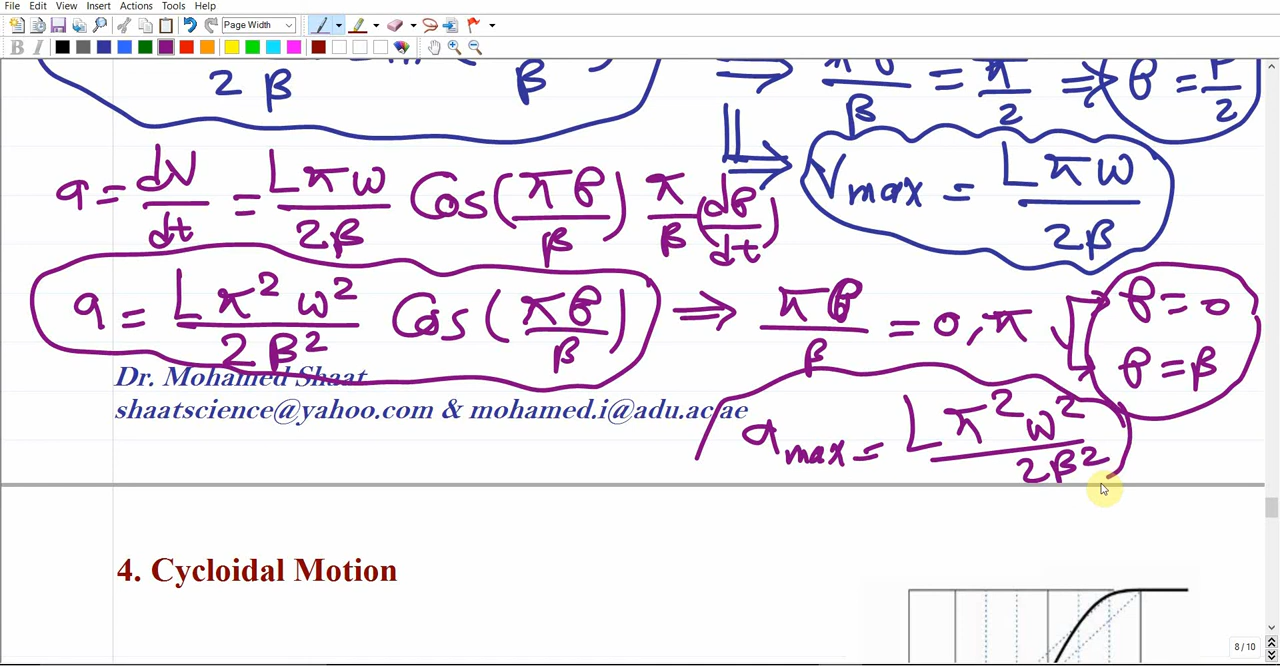 File Edit View Insert Actions Tools Help
Page Width
B I
2β β
⇒ πθ/β = π/2 ⇒ θ = β/2
a = dV/dt = Lπω/2β Cos(πθ/β) π/β (dθ/dt)
Vmax = Lπω/2β
a = Lπ²ω²/2β² Cos(πθ/β) ⇒ πθ/β = 0, π
θ = 0
θ = β
Dr. Mohamed Shaat
shaatscience@yahoo.com & mohamed.i@adu.ac.ae
amax = Lπ²ω²/2β²
4. Cycloidal Motion
8 / 10